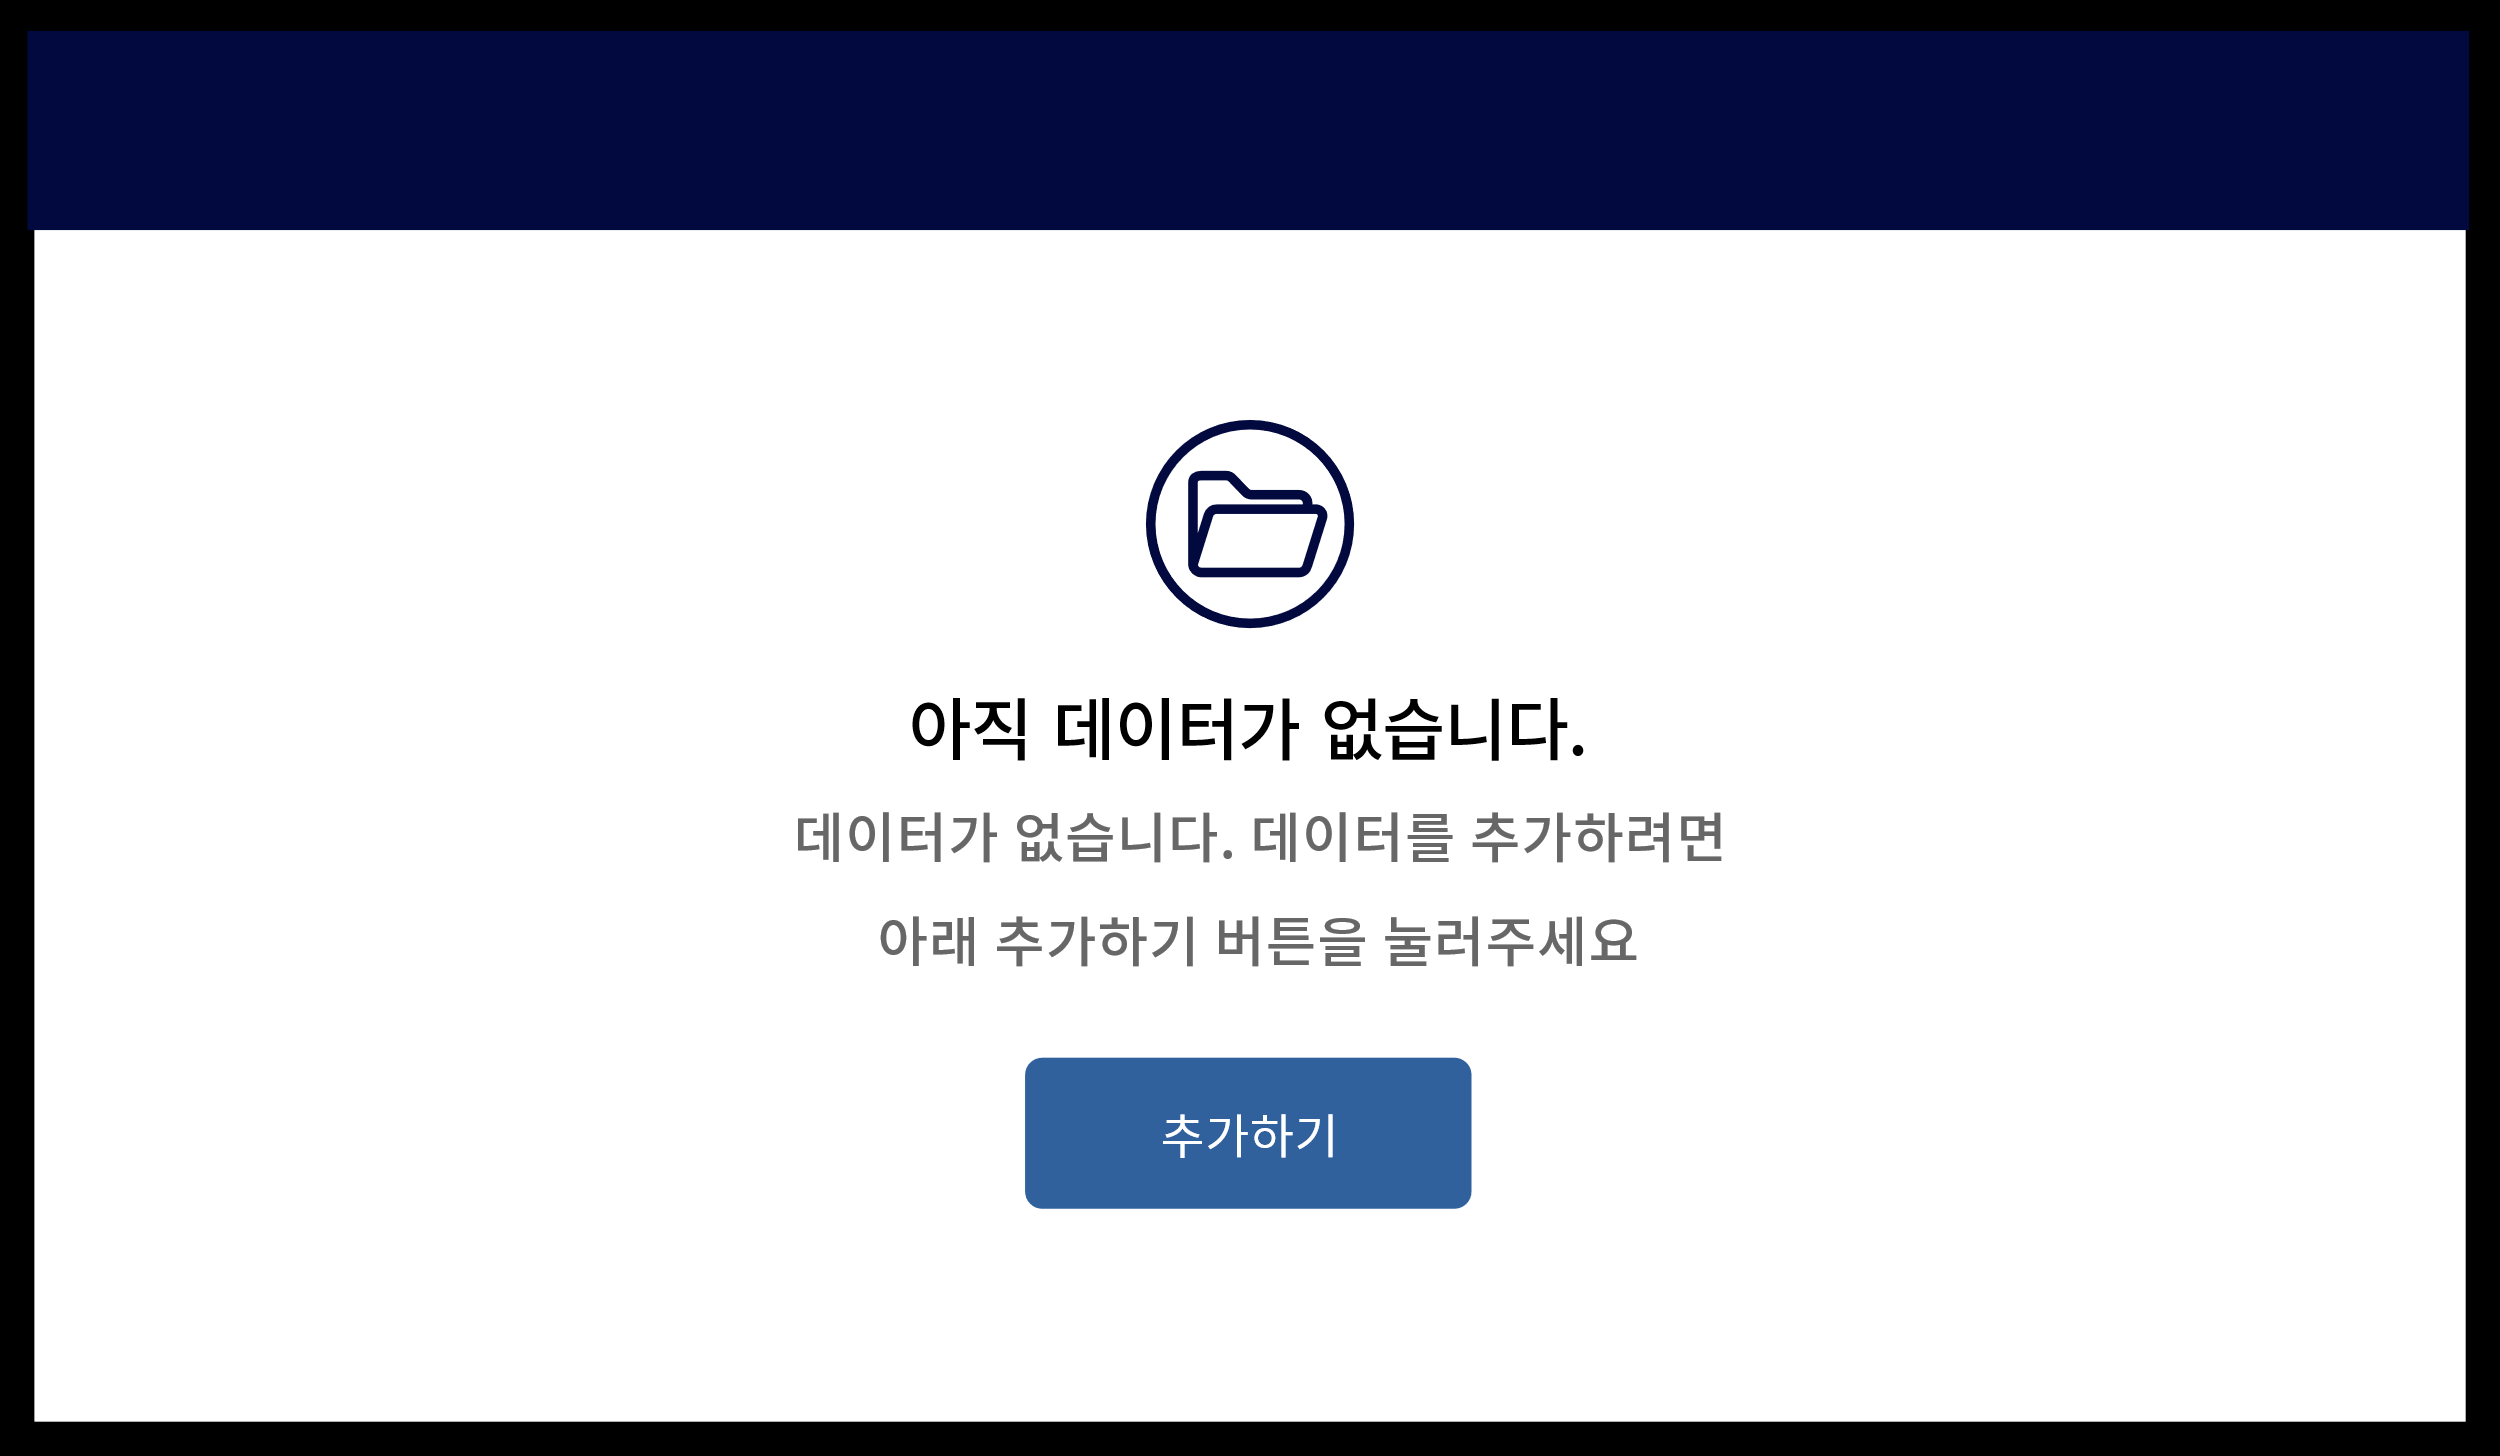 아직 데이터가 없습니다.
데이터가 없습니다. 데이터를 추가하려면
아래 추가하기 버튼을 눌러주세요
추가하기